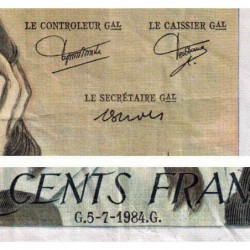 LE CONTROLEUR GAL LE CAISSIER GAL
LE SECRÉTAIRE GAL
CENTS FRAN
G.5-7-1984.G.